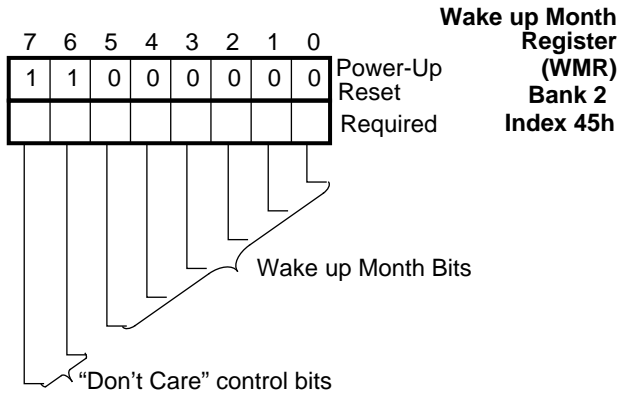 Wake up Month
Register
(WMR)
Bank 2
Index 45h
7 6 5 4 3 2 1 0
1 1 0 0 0 0 0 0
Power-Up
Reset
Required
Wake up Month Bits
“Don’t Care” control bits